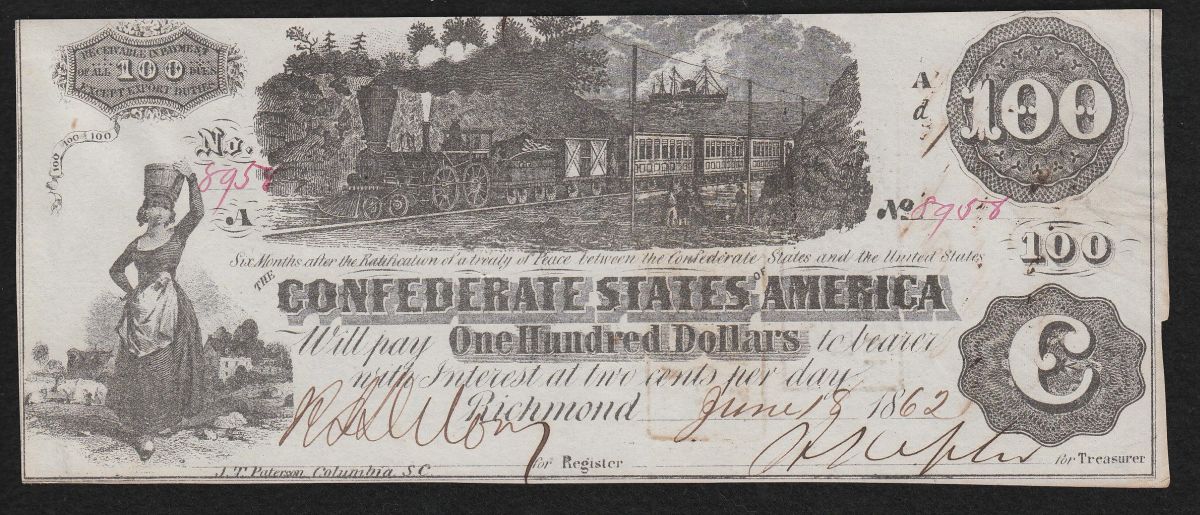 RECEIVABLE IN PAYMENT
OF ALL 100 DUES
EXCEPT EXPORT DUTIES
100 100 100
No.
8958
A
A
d
100
No 8958
100
Six Months after the Ratification of a treaty of Peace between the Confederate States and the United States
THE CONFEDERATE STATES OF AMERICA
Will pay One Hundred Dollars to bearer
with Interest at two cents per day
C
Richmond June 18 1862
for Register
for Treasurer
J. T. Paterson, Columbia, S.C.